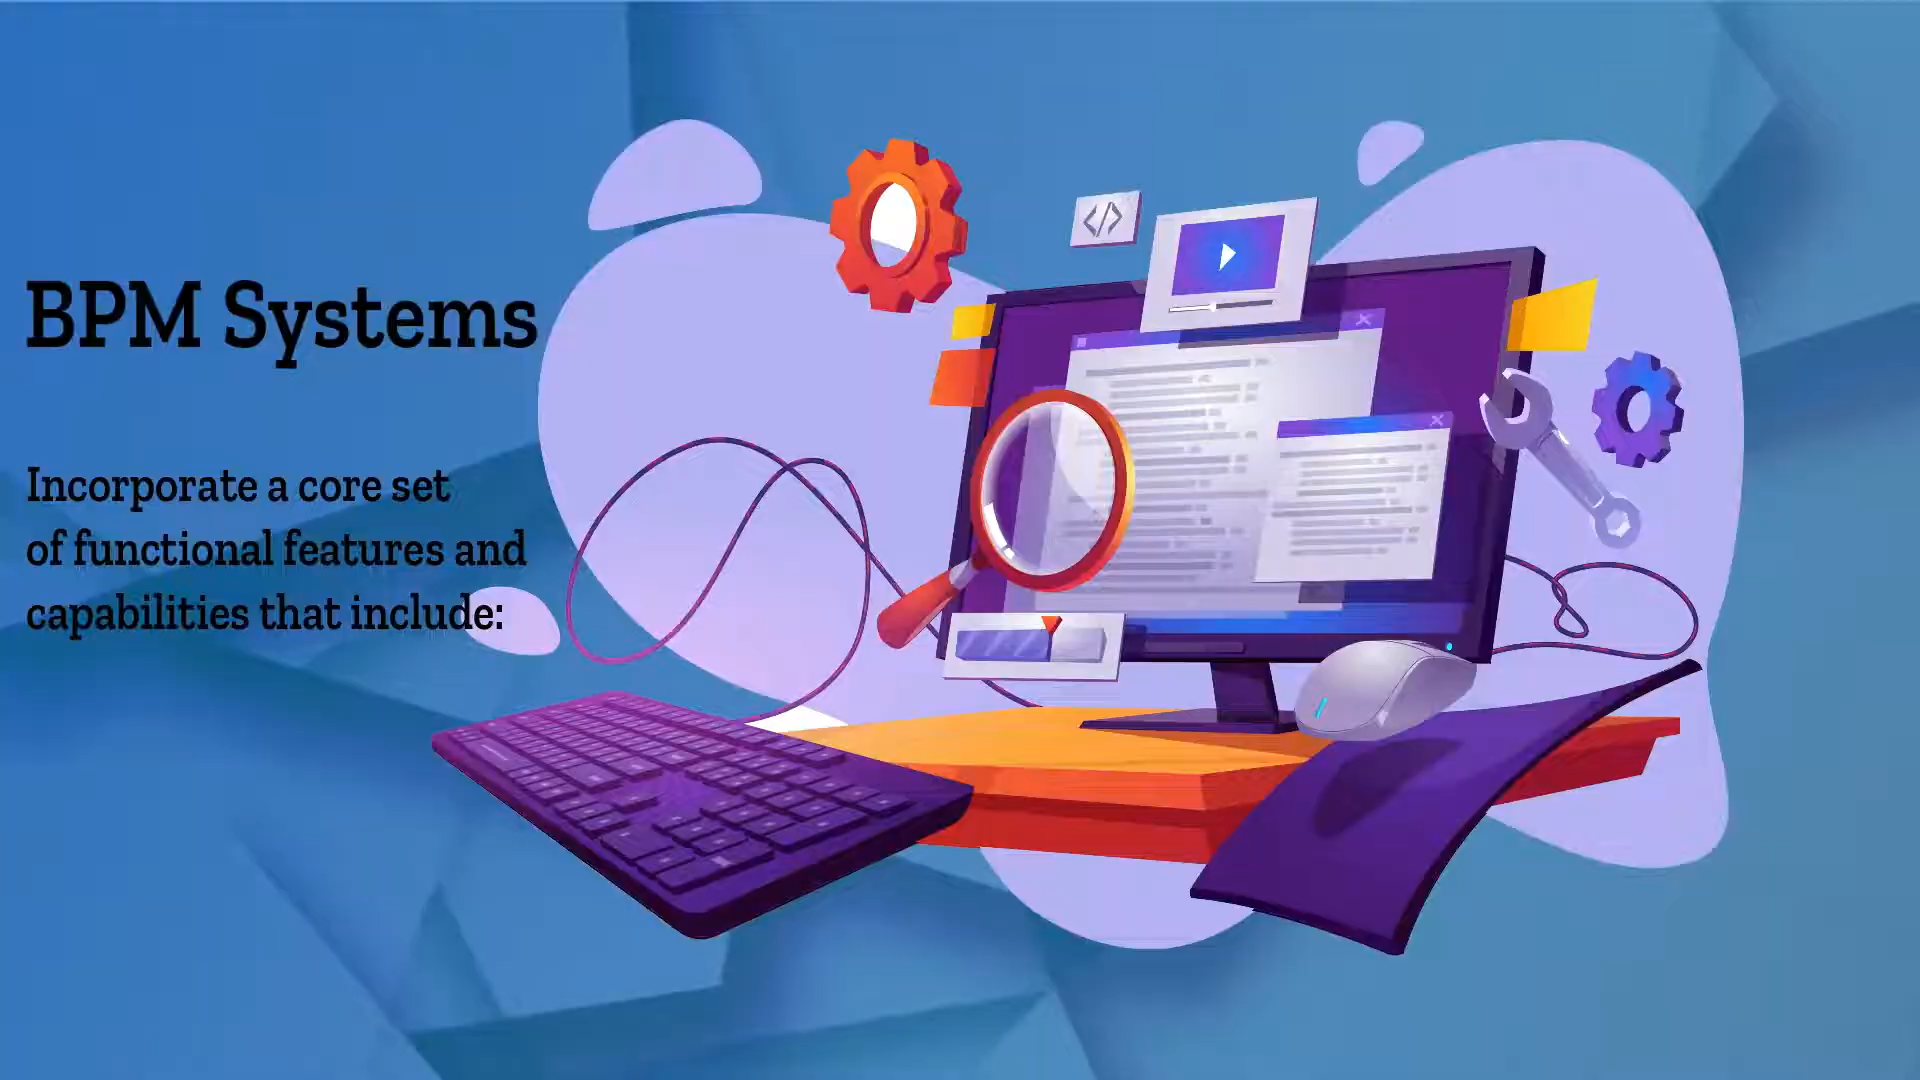 BPM Systems
Incorporate a core set
of functional features and
capabilities that include: